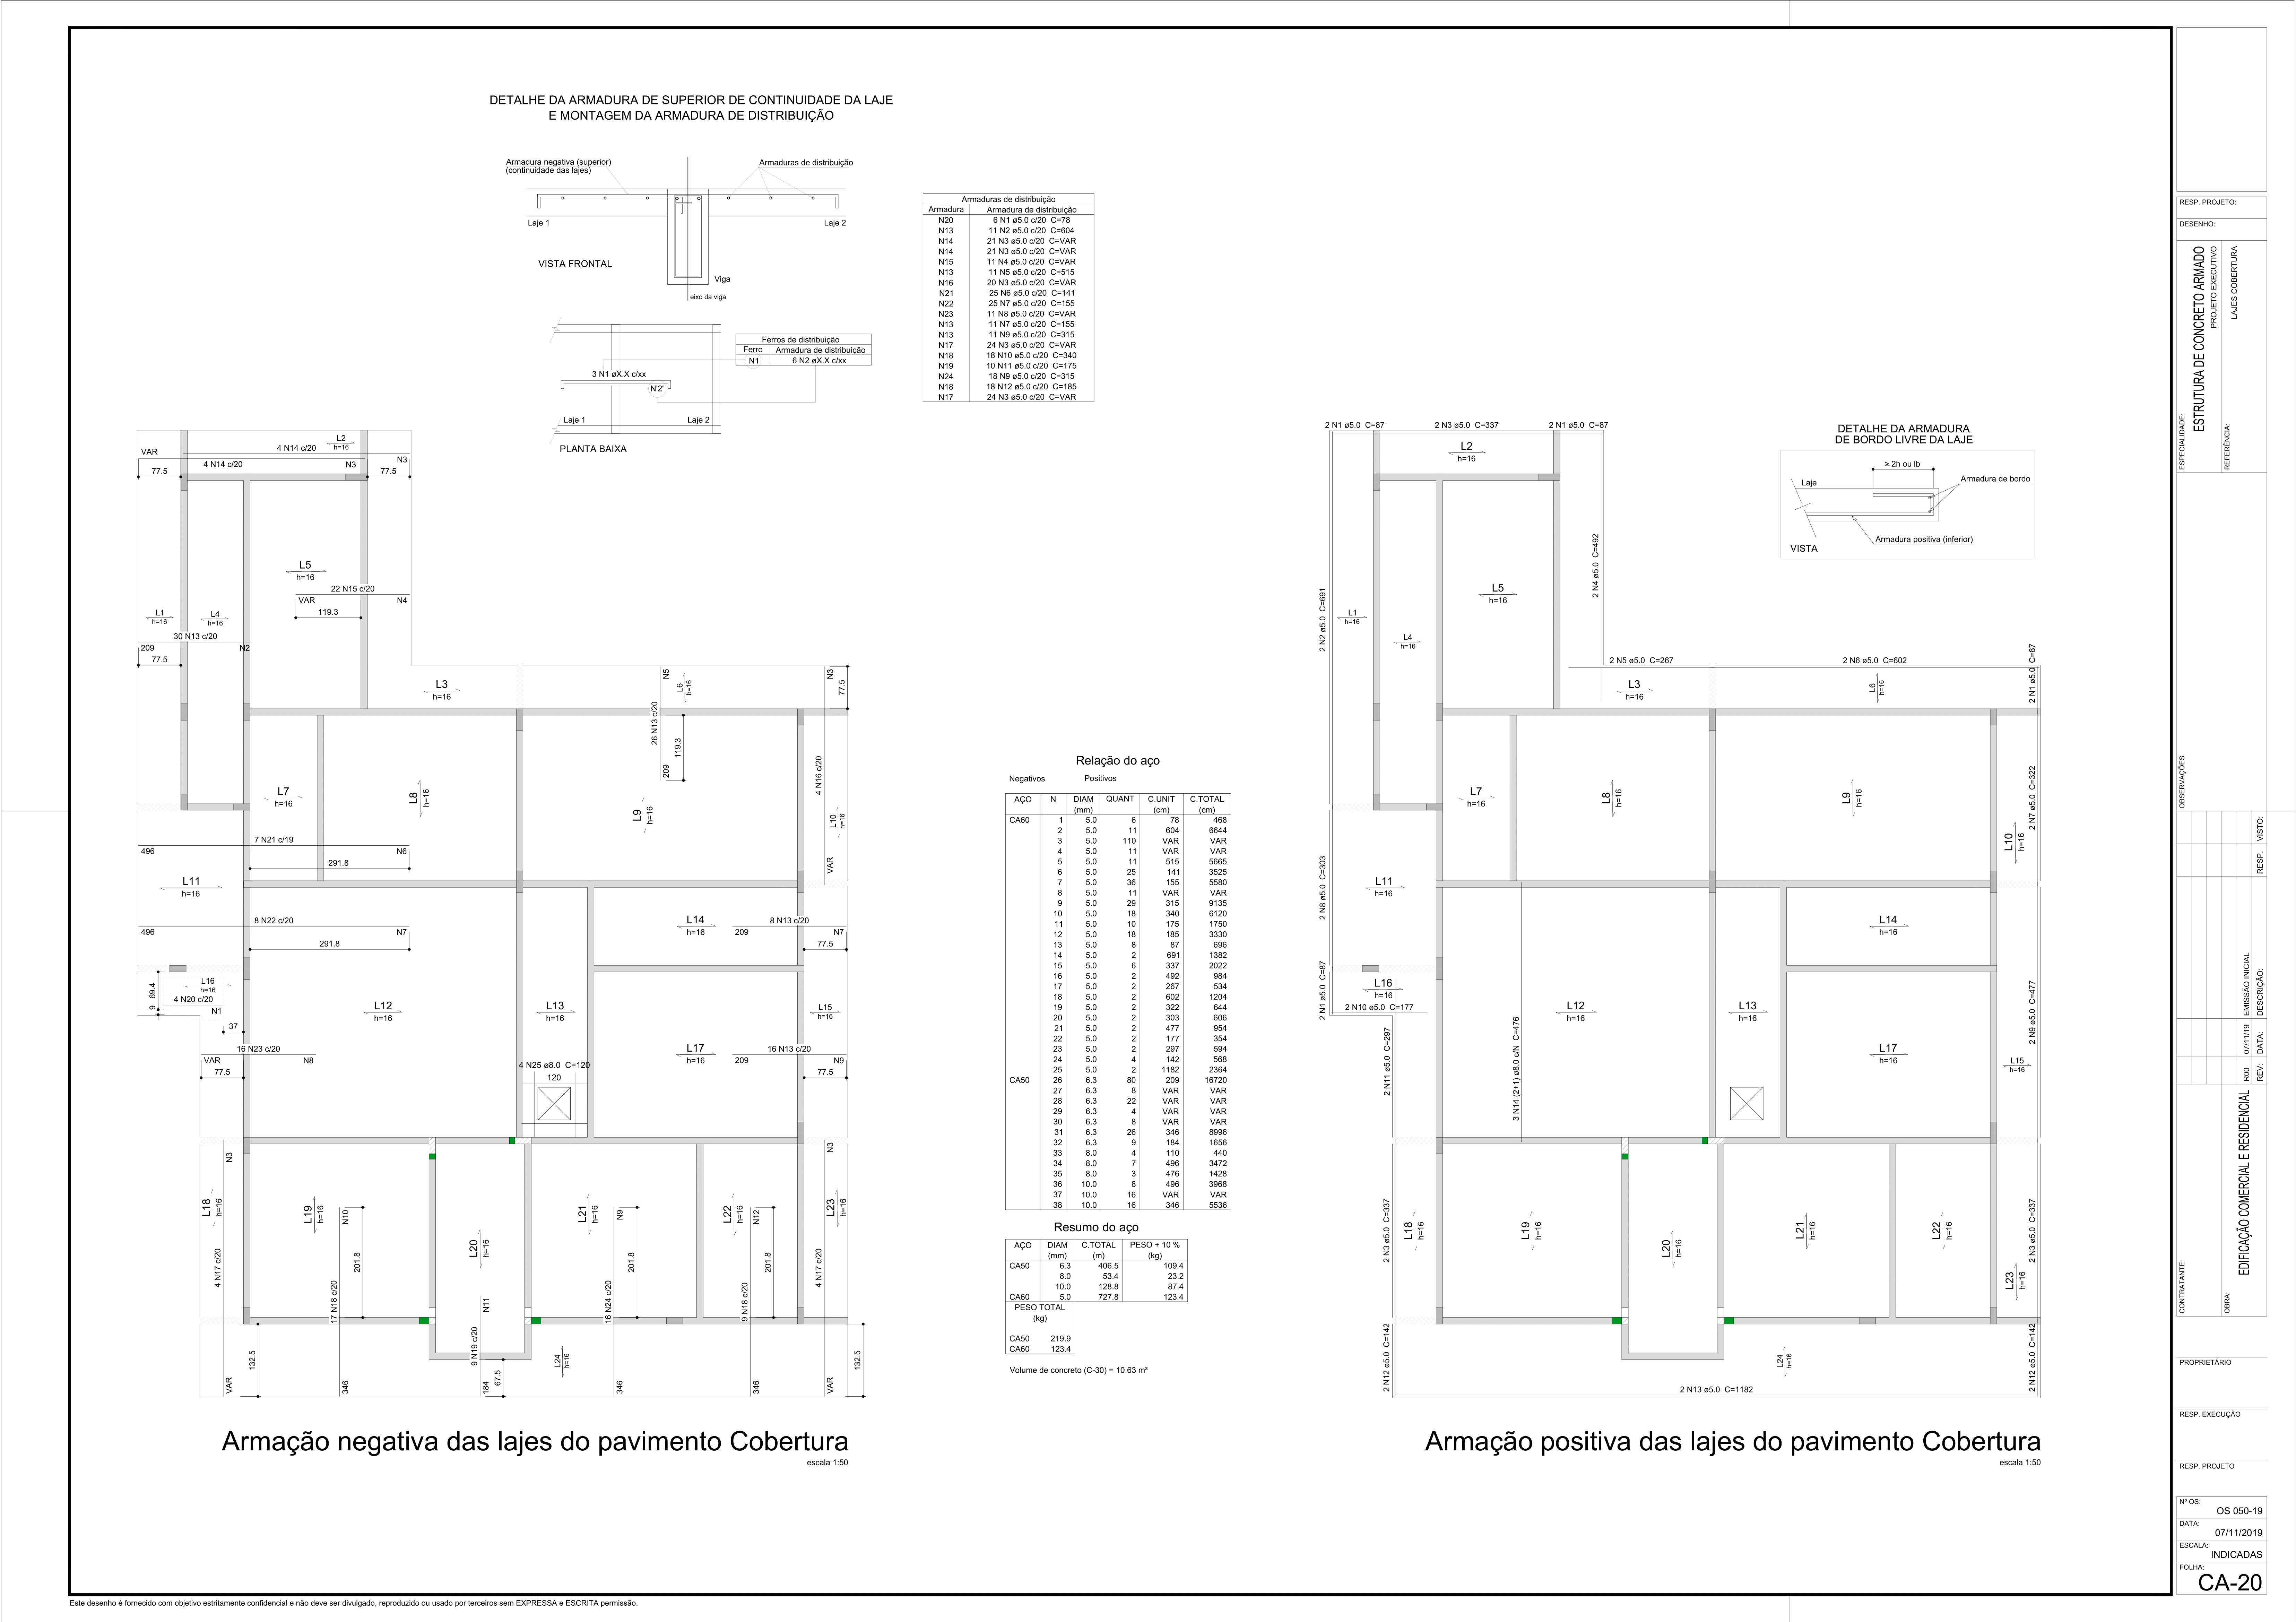 DETALHE DA ARMADURA DE SUPERIOR DE CONTINUIDADE DA LAJE
E MONTAGEM DA ARMADURA DE DISTRIBUIÇÃO
Armadura negativa (superior)
(continuidade das lajes)
Armaduras de distribuição
Laje 1
Laje 2
VISTA FRONTAL
Viga
eixo da viga
Ferros de distribuição
Ferro Armadura de distribuição
N1 6 N2 øX.X c/xx
3 N1 øX.X c/xx
N'2'
Laje 1
Laje 2
PLANTA BAIXA
Armaduras de distribuição
Armadura Armadura de distribuição
N20 6 N1 ø5.0 c/20 C=78
N13 11 N2 ø5.0 c/20 C=604
N14 21 N3 ø5.0 c/20 C=VAR
N14 21 N3 ø5.0 c/20 C=VAR
N15 11 N4 ø5.0 c/20 C=VAR
N13 11 N5 ø5.0 c/20 C=515
N16 20 N3 ø5.0 c/20 C=VAR
N21 25 N6 ø5.0 c/20 C=141
N22 25 N7 ø5.0 c/20 C=155
N23 11 N8 ø5.0 c/20 C=VAR
N13 11 N7 ø5.0 c/20 C=155
N13 11 N9 ø5.0 c/20 C=315
N17 24 N3 ø5.0 c/20 C=VAR
N18 18 N10 ø5.0 c/20 C=340
N19 10 N11 ø5.0 c/20 C=175
N24 18 N9 ø5.0 c/20 C=315
N18 18 N12 ø5.0 c/20 C=185
N17 24 N3 ø5.0 c/20 C=VAR
L2
h=16
VAR
4 N14 c/20
4 N14 c/20
N3
N3
77.5
77.5
L5
h=16
22 N15 c/20
VAR
N4
119.3
L1
h=16
L4
h=16
30 N13 c/20
209
N2
77.5
L3
h=16
N5
L6
h=16
26 N13 c/20
119.3
209
N3
77.5
4 N16 c/20
L10
h=16
VAR
L7
h=16
L8
h=16
L9
h=16
7 N21 c/19
496
N6
291.8
L11
h=16
8 N22 c/20
496
N7
291.8
L14
h=16
8 N13 c/20
209
N7
77.5
L16
h=16
69.4
9
4 N20 c/20
N1
37
L12
h=16
L13
h=16
L15
h=16
16 N23 c/20
VAR
N8
77.5
L17
h=16
16 N13 c/20
209
N9
77.5
4 N25 ø8.0 C=120
120
N3
L18
h=16
4 N17 c/20
VAR
132.5
L19
h=16
N10
201.8
17 N18 c/20
346
L20
h=16
N11
9 N19 c/20
184
67.5
L21
h=16
N9
201.8
16 N24 c/20
346
L24
h=16
L22
h=16
N12
201.8
9 N18 c/20
346
N3
L23
h=16
4 N17 c/20
VAR
132.5
Armação negativa das lajes do pavimento Cobertura
escala 1:50
Relação do aço
Negativos Positivos
AÇO N DIAM QUANT C.UNIT C.TOTAL
(mm) (cm) (cm)
CA60 1 5.0 6 78 468
2 5.0 11 604 6644
3 5.0 110 VAR VAR
4 5.0 11 VAR VAR
5 5.0 11 515 5665
6 5.0 25 141 3525
7 5.0 36 155 5580
8 5.0 11 VAR VAR
9 5.0 29 315 9135
10 5.0 18 340 6120
11 5.0 10 175 1750
12 5.0 18 185 3330
13 5.0 8 87 696
14 5.0 2 691 1382
15 5.0 6 337 2022
16 5.0 2 492 984
17 5.0 2 267 534
18 5.0 2 602 1204
19 5.0 2 322 644
20 5.0 2 303 606
21 5.0 2 477 954
22 5.0 2 177 354
23 5.0 2 297 594
24 5.0 4 142 568
25 5.0 2 1182 2364
CA50 26 6.3 80 209 16720
27 6.3 8 VAR VAR
28 6.3 22 VAR VAR
29 6.3 4 VAR VAR
30 6.3 8 VAR VAR
31 6.3 26 346 8996
32 6.3 9 184 1656
33 8.0 4 110 440
34 8.0 7 496 3472
35 8.0 3 476 1428
36 10.0 8 496 3968
37 10.0 16 VAR VAR
38 10.0 16 346 5536
Resumo do aço
AÇO DIAM C.TOTAL PESO + 10 %
(mm) (m) (kg)
CA50 6.3 406.5 109.4
8.0 53.4 23.2
10.0 128.8 87.4
CA60 5.0 727.8 123.4
PESO TOTAL
(kg)
CA50 219.9
CA60 123.4
Volume de concreto (C-30) = 10.63 m³
2 N1 ø5.0 C=87
2 N3 ø5.0 C=337
2 N1 ø5.0 C=87
L2
h=16
2 N4 ø5.0 C=492
2 N2 ø5.0 C=691
L1
h=16
L4
h=16
L5
h=16
2 N5 ø5.0 C=267
2 N6 ø5.0 C=602
2 N1 ø5.0 C=87
L3
h=16
L6
h=16
L7
h=16
L8
h=16
L9
h=16
2 N7 ø5.0 C=322
L10
h=16
2 N8 ø5.0 C=303
L11
h=16
L14
h=16
2 N1 ø5.0 C=87
L16
h=16
2 N10 ø5.0 C=177
2 N11 ø5.0 C=297
3 N14 (2+1) ø8.0 c/N C=476
L12
h=16
L13
h=16
L17
h=16
2 N9 ø5.0 C=477
L15
h=16
2 N3 ø5.0 C=337
L18
h=16
L19
h=16
L20
h=16
L21
h=16
L22
h=16
2 N3 ø5.0 C=337
L23
h=16
2 N12 ø5.0 C=142
L24
h=16
2 N12 ø5.0 C=142
2 N13 ø5.0 C=1182
Armação positiva das lajes do pavimento Cobertura
escala 1:50
DETALHE DA ARMADURA
DE BORDO LIVRE DA LAJE
≥ 2h ou lb
Laje
Armadura de bordo
Armadura positiva (inferior)
VISTA
RESP. PROJETO:
DESENHO:
ESPECIALIDADE:
ESTRUTURA DE CONCRETO ARMADO
PROJETO EXECUTIVO
REFERÊNCIA:
LAJES COBERTURA
OBSERVAÇÕES
R00 07/11/19 EMISSÃO INICIAL
REV: DATA: DESCRIÇÃO: RESP. VISTO:
CONTRATANTE:
OBRA:
EDIFICAÇÃO COMERCIAL E RESIDENCIAL
PROPRIETÁRIO
RESP. EXECUÇÃO
RESP. PROJETO
Nº OS:
OS 050-19
DATA:
07/11/2019
ESCALA:
INDICADAS
FOLHA:
CA-20
Este desenho é fornecido com objetivo estritamente confidencial e não deve ser divulgado, reproduzido ou usado por terceiros sem EXPRESSA e ESCRITA permissão.